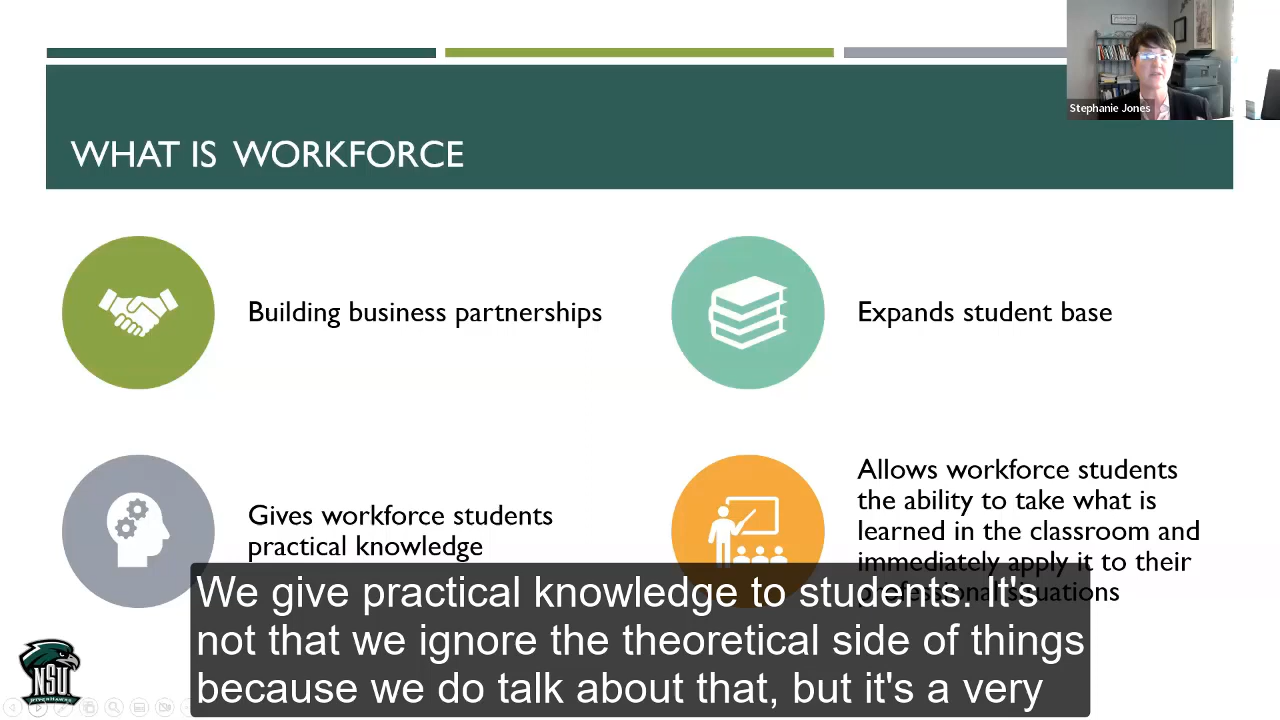 Stephanie Jones
WHAT IS WORKFORCE
Building business partnerships
Expands student base
Gives workforce students
practical knowledge
Allows workforce students
the ability to take what is
learned in the classroom and
immediately apply it to their
professional situations
We give practical knowledge to students. It's
not that we ignore the theoretical side of things
because we do talk about that, but it's a very
NSU
RIVERHAWKS